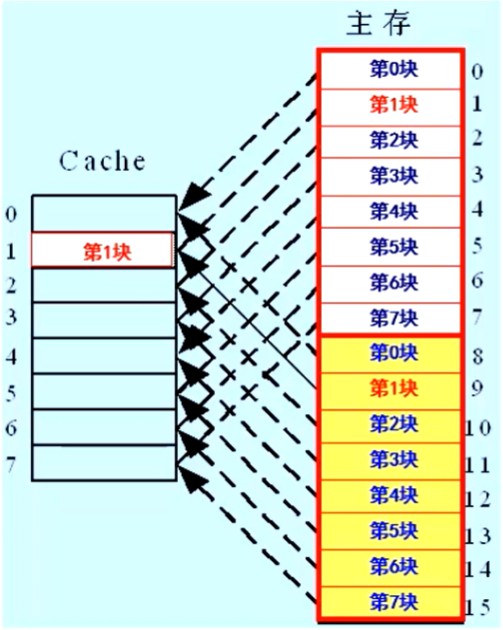 主存
Cache
0
1 第1块
2
3
4
5
6
7
第0块 0
第1块 1
第2块 2
第3块 3
第4块 4
第5块 5
第6块 6
第7块 7
第0块 8
第1块 9
第2块 10
第3块 11
第4块 12
第5块 13
第6块 14
第7块 15